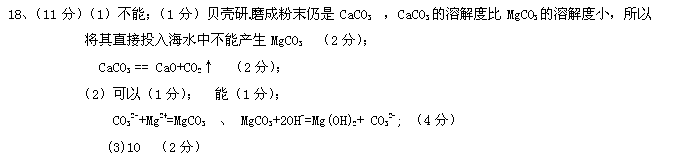 18、(11 分)(1) 不能；(1 分) 贝壳研磨成粉末仍是 CaCO₃ ，CaCO₃的溶解度比 MgCO₃的溶解度小，所以
将其直接投入海水中不能产生 MgCO₃ （2 分）；
CaCO₃ == CaO+CO₂↑ （2 分）；
（2）可以（1 分）； 能（1 分）；
CO₃²⁻+Mg²⁺=MgCO₃ 、 MgCO₃+2OH⁻=Mg(OH)₂+ CO₃²⁻；（4 分）
(3)10 （2 分）